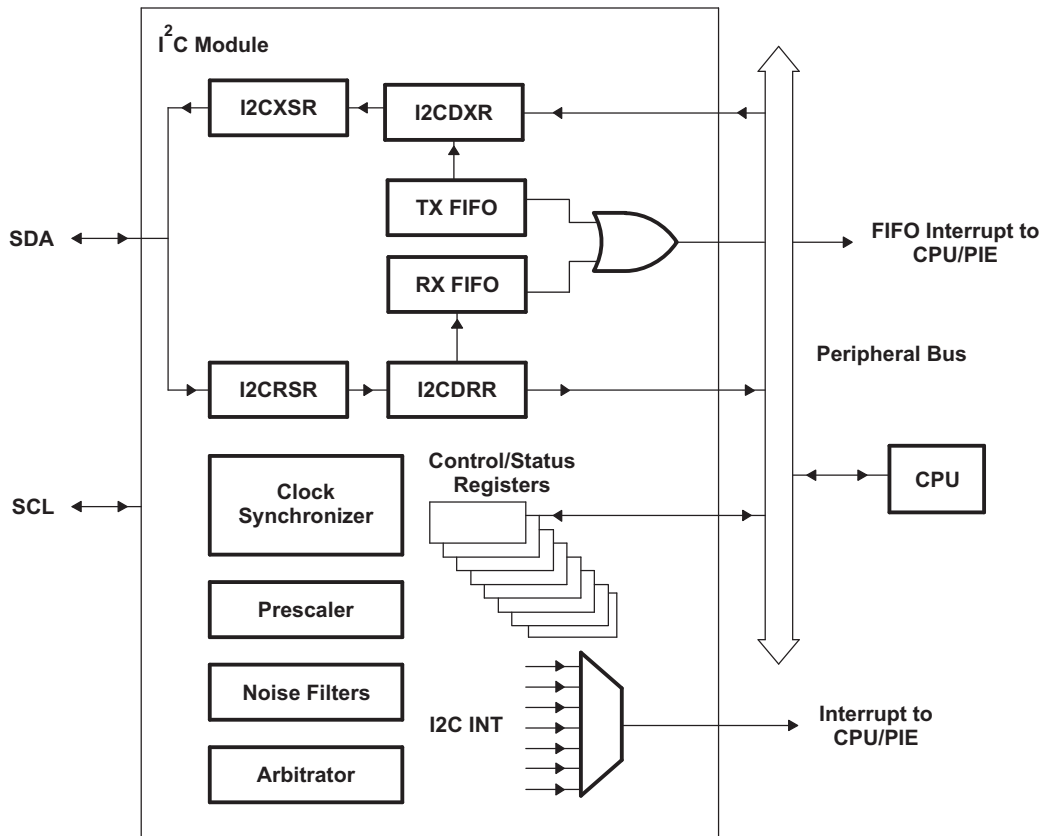 I²C Module
I2CXSR
I2CDXR
TX FIFO
SDA
FIFO Interrupt to
CPU/PIE
RX FIFO
Peripheral Bus
I2CRSR
I2CDRR
Control/Status
Registers
CPU
SCL
Clock
Synchronizer
Prescaler
Noise Filters
I2C INT
Interrupt to
CPU/PIE
Arbitrator